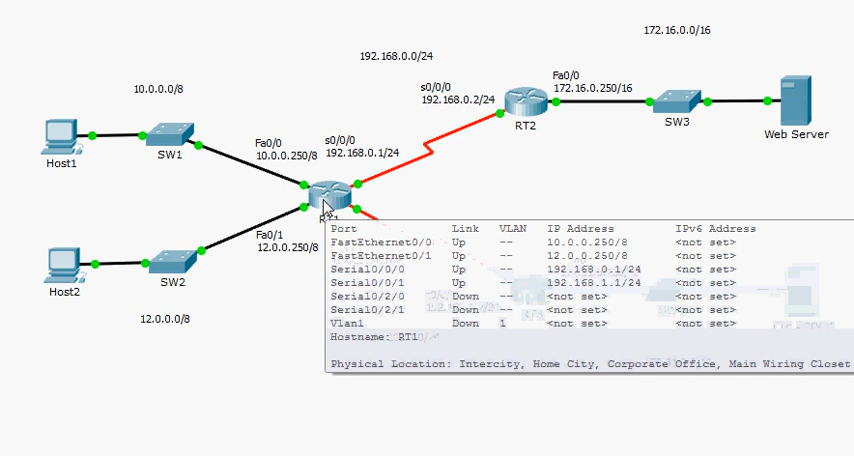 172.16.0.0/16
192.168.0.0/24
Fa0/0
172.16.0.250/16
s0/0/0
192.168.0.2/24
10.0.0.0/8
RT2
SW3
Web Server
Fa0/0
10.0.0.250/8
s0/0/0
192.168.0.1/24
Host1
SW1
Fa0/1
12.0.0.250/8
Host2
SW2
12.0.0.0/8
Port Link VLAN IP Address IPv6 Address
FastEthernet0/0 Up -- 10.0.0.250/8 <not set>
FastEthernet0/1 Up -- 12.0.0.250/8 <not set>
Serial0/0/0 Up -- 192.168.0.1/24 <not set>
Serial0/0/1 Up -- 192.168.1.1/24 <not set>
Serial0/2/0 Down -- <not set> <not set>
Serial0/2/1 Down -- <not set> <not set>
Vlan1 Down 1 <not set> <not set>
Hostname: RT1
Physical Location: Intercity, Home City, Corporate Office, Main Wiring Closet